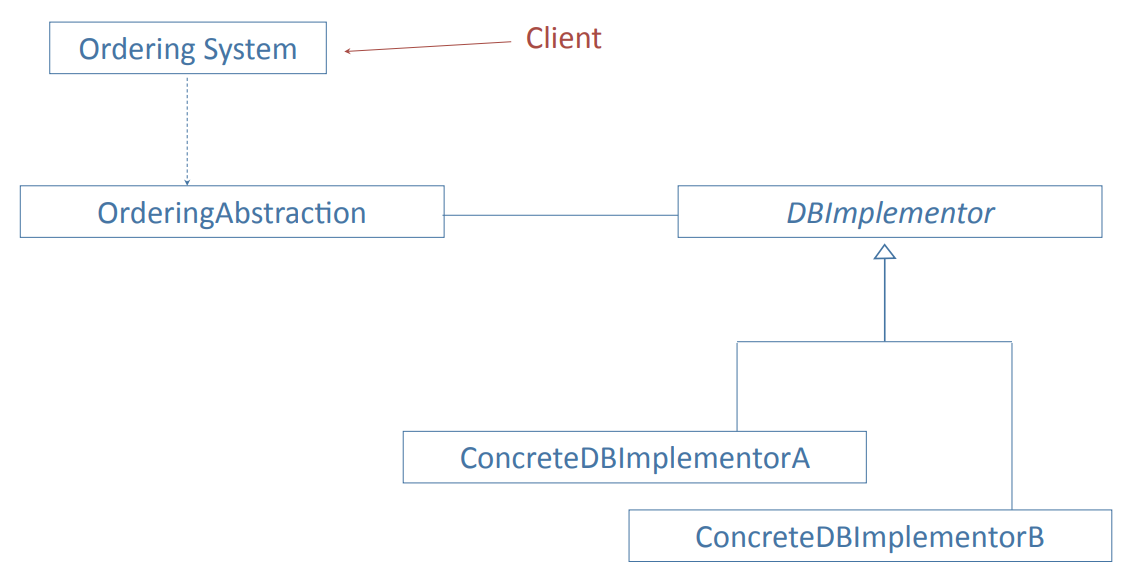 Ordering System
Client
OrderingAbstraction
DBImplementor
ConcreteDBImplementorA
ConcreteDBImplementorB